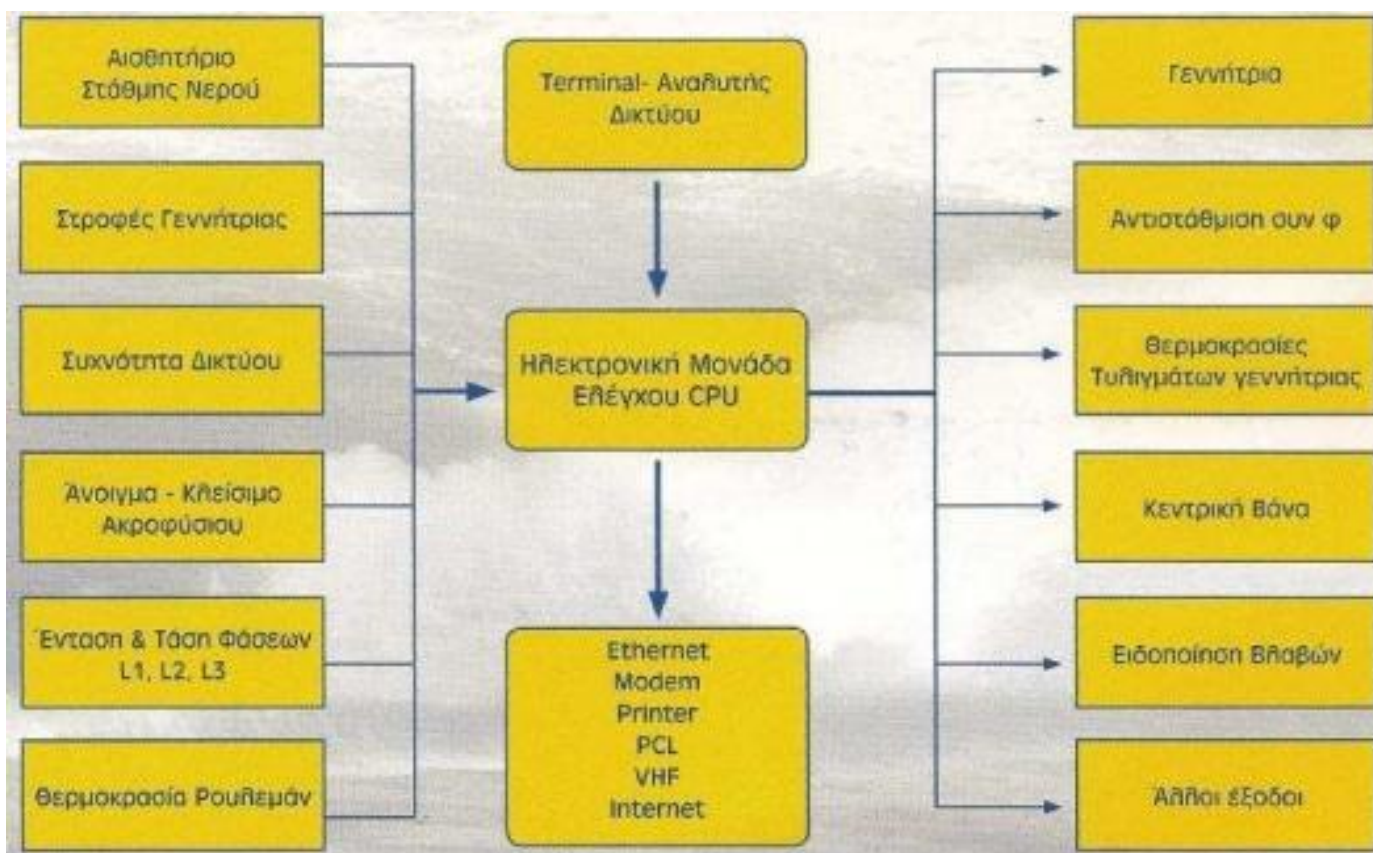 Αισθητήριο
Στάθμης Νερού
Στροφές Γεννήτριας
Συχνότητα Δικτύου
Άνοιγμα - Κλείσιμο
Ακροφύσιου
Ένταση & Τάση Φάσεων
L1, L2, L3
Θερμοκρασία Ρουλεμάν
Terminal- Αναλυτής
Δικτύου
Ηλεκτρονική Μονάδα
Ελέγχου CPU
Ethernet
Modem
Printer
PCL
VHF
Internet
Γεννήτρια
Αντιστάθμιση συν φ
Θερμοκρασίες
Τυλιγμάτων γεννήτριας
Κεντρική Βάνα
Ειδοποίηση Βλαβών
Άλλοι έξοδοι